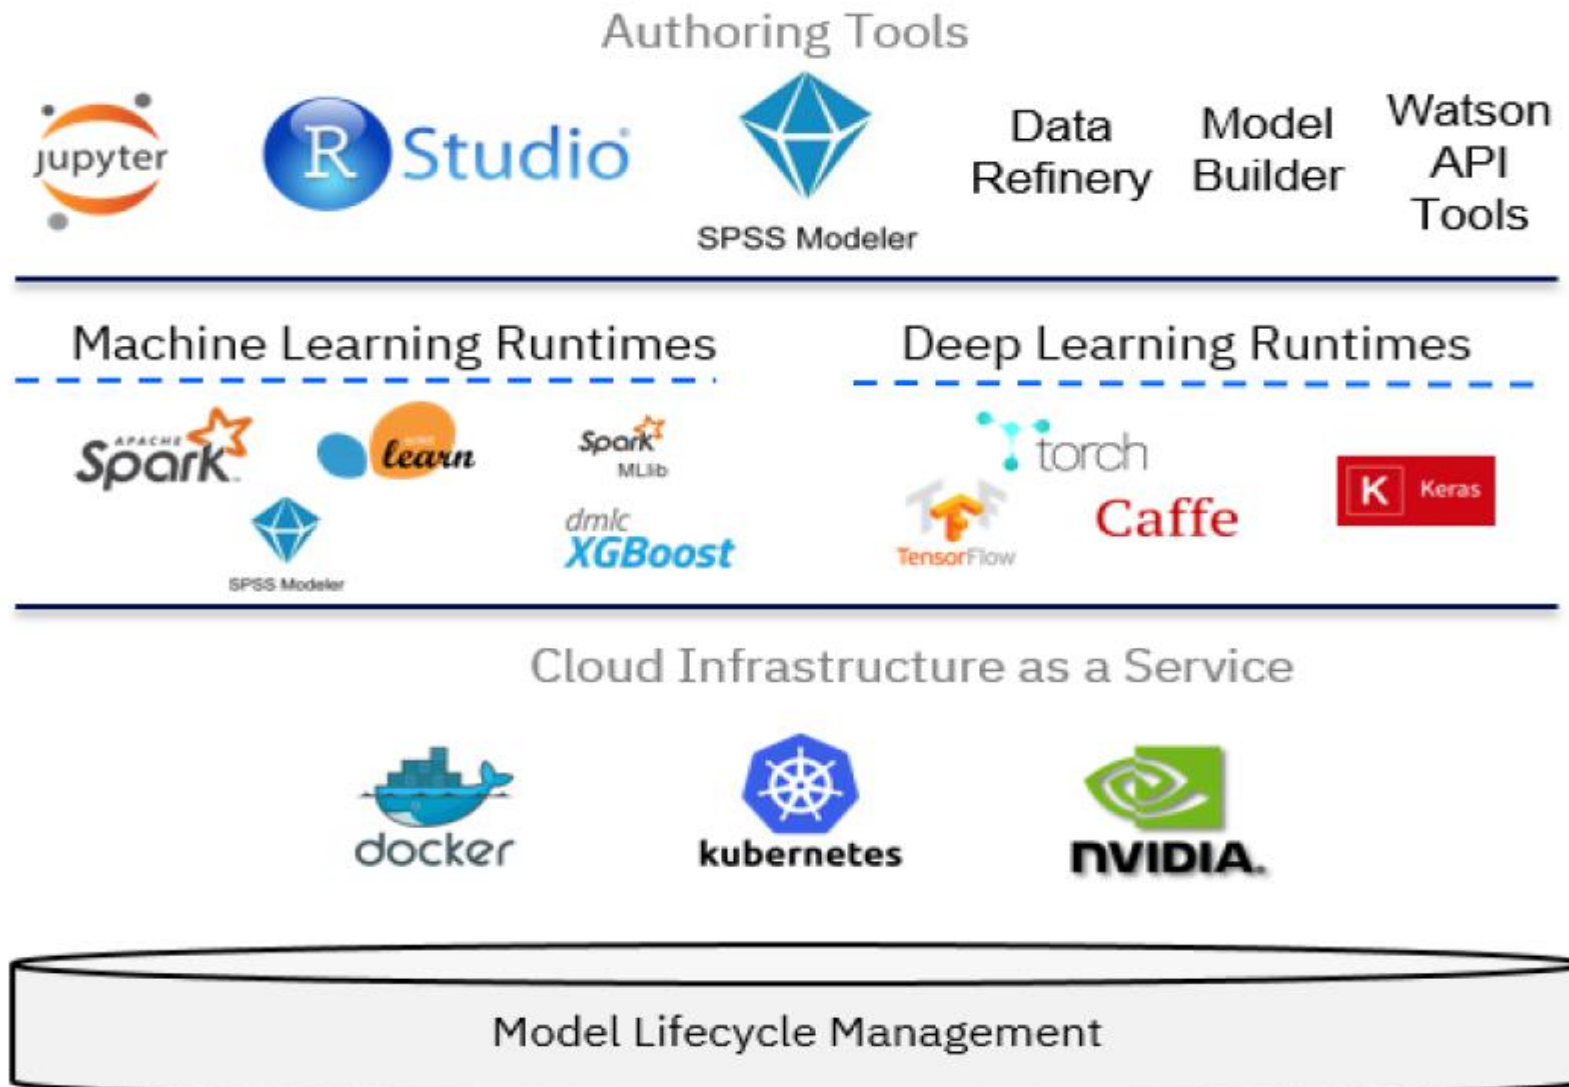 Authoring Tools
jupyter
R Studio
SPSS Modeler
Data
Refinery
Model
Builder
Watson
API
Tools
Machine Learning Runtimes
Deep Learning Runtimes
APACHE
Spark
learn
Spark
MLlib
SPSS Modeler
dmlc
XGBoost
torch
TensorFlow
Caffe
K Keras
Cloud Infrastructure as a Service
docker
kubernetes
NVIDIA.
Model Lifecycle Management